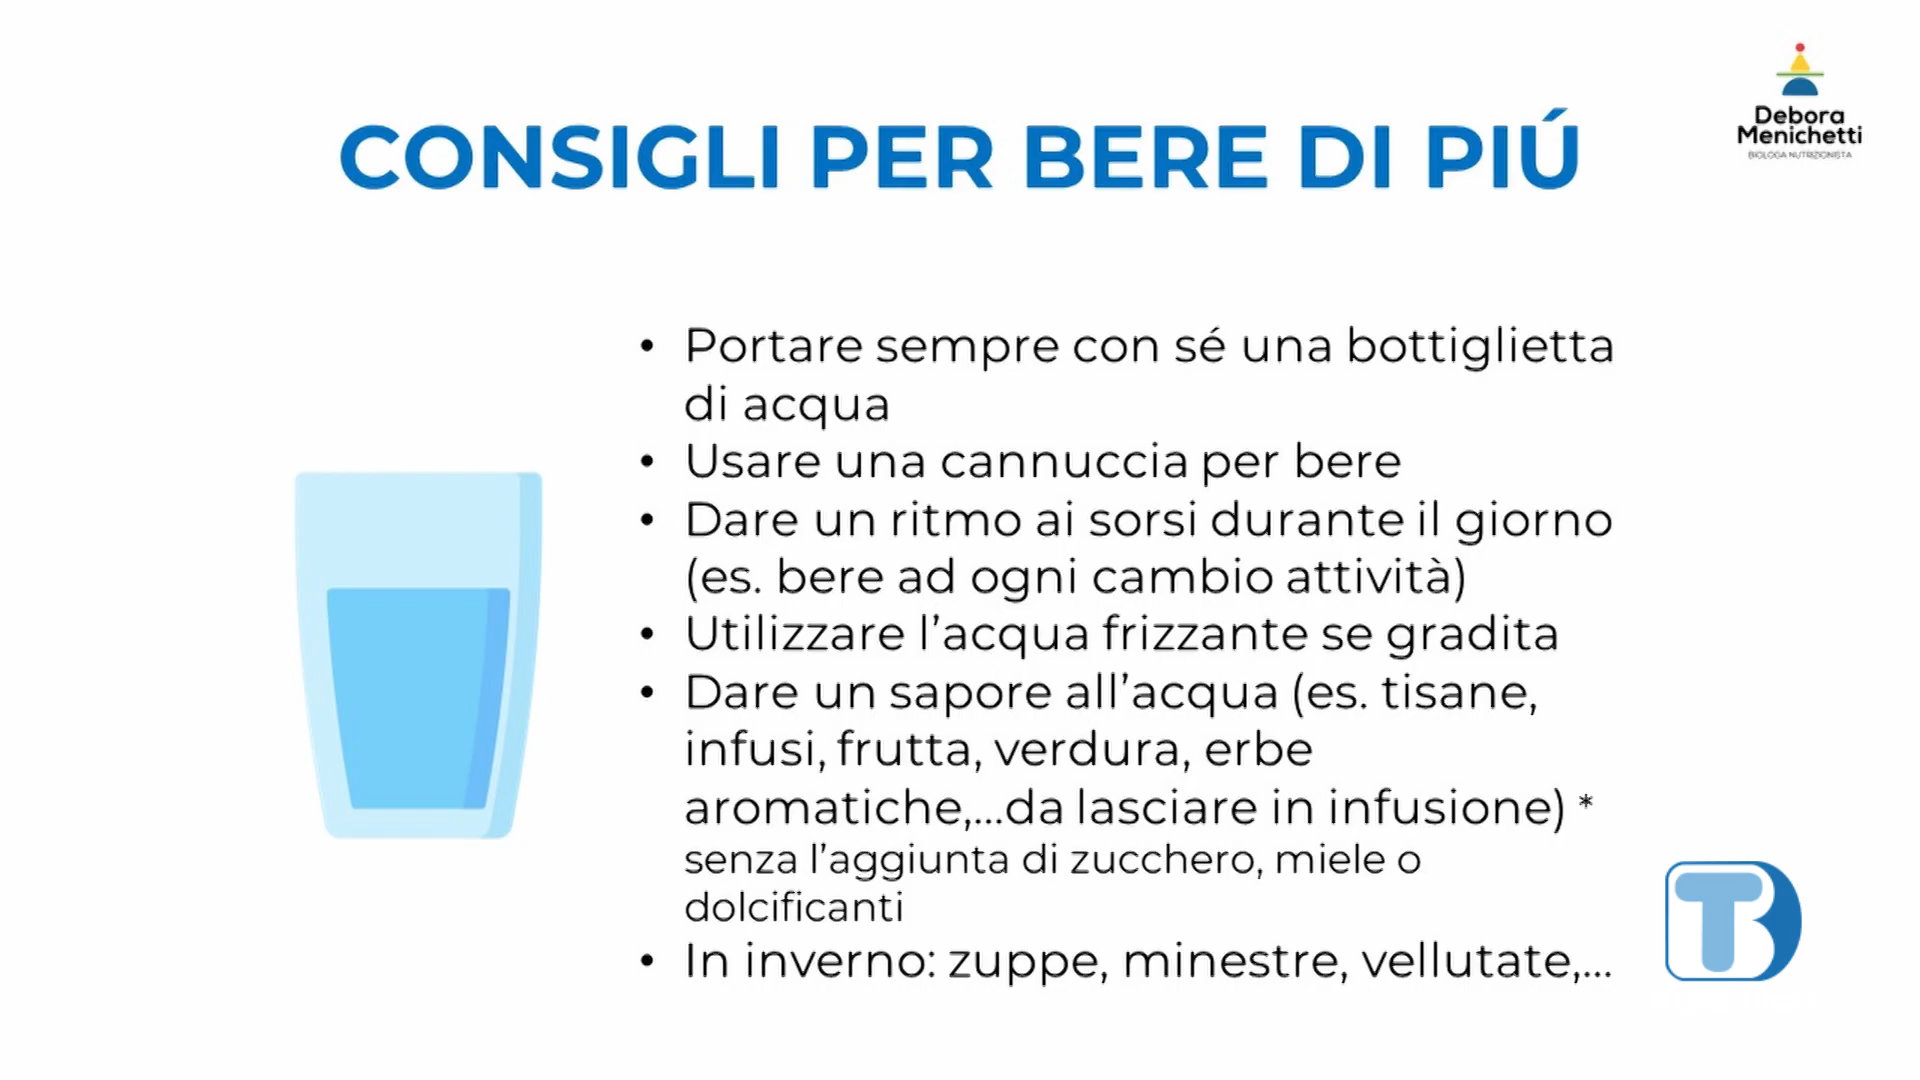 Debora
Menichetti
BIOLOGA NUTRIZIONISTA
CONSIGLI PER BERE DI PIÚ
• Portare sempre con sé una bottiglietta
di acqua
• Usare una cannuccia per bere
• Dare un ritmo ai sorsi durante il giorno
(es. bere ad ogni cambio attività)
• Utilizzare l’acqua frizzante se gradita
• Dare un sapore all’acqua (es. tisane,
infusi, frutta, verdura, erbe
aromatiche,...da lasciare in infusione) *
senza l’aggiunta di zucchero, miele o
dolcificanti
• In inverno: zuppe, minestre, vellutate,...
TB